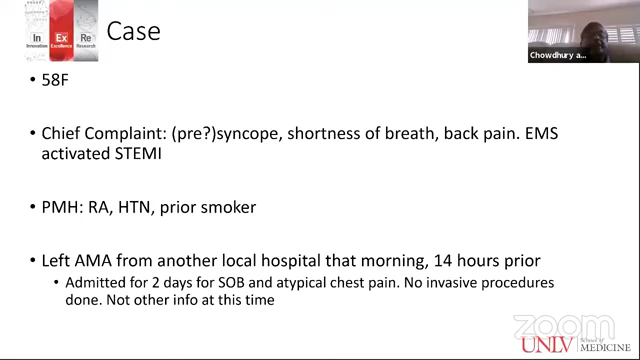 In Ex Re
Innovation Excellence Research
Case
Chowdhury a...
• 58F
• Chief Complaint: (pre?)syncope, shortness of breath, back pain. EMS
activated STEMI
• PMH: RA, HTN, prior smoker
• Left AMA from another local hospital that morning, 14 hours prior
• Admitted for 2 days for SOB and atypical chest pain. No invasive procedures
done. Not other info at this time
zoom
UNLV School of
MEDICINE